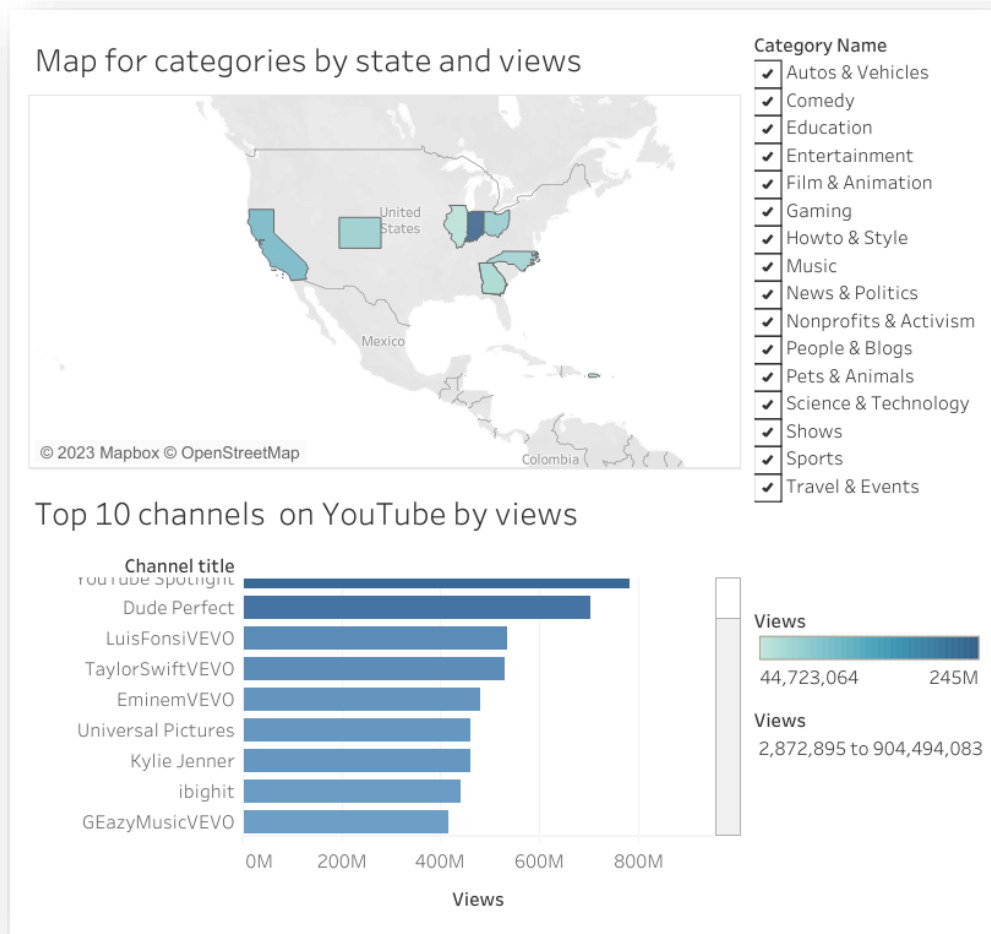 Map for categories by state and views
United
States
Mexico
Colombia
© 2023 Mapbox © OpenStreetMap
Category Name
Autos & Vehicles
Comedy
Education
Entertainment
Film & Animation
Gaming
Howto & Style
Music
News & Politics
Nonprofits & Activism
People & Blogs
Pets & Animals
Science & Technology
Shows
Sports
Travel & Events
Top 10 channels  on YouTube by views
Channel title
YouTube Spotlight
Dude Perfect
LuisFonsiVEVO
TaylorSwiftVEVO
EminemVEVO
Universal Pictures
Kylie Jenner
ibighit
GEazyMusicVEVO
0M 200M 400M 600M 800M
Views
Views
44,723,064 245M
Views
2,872,895 to 904,494,083